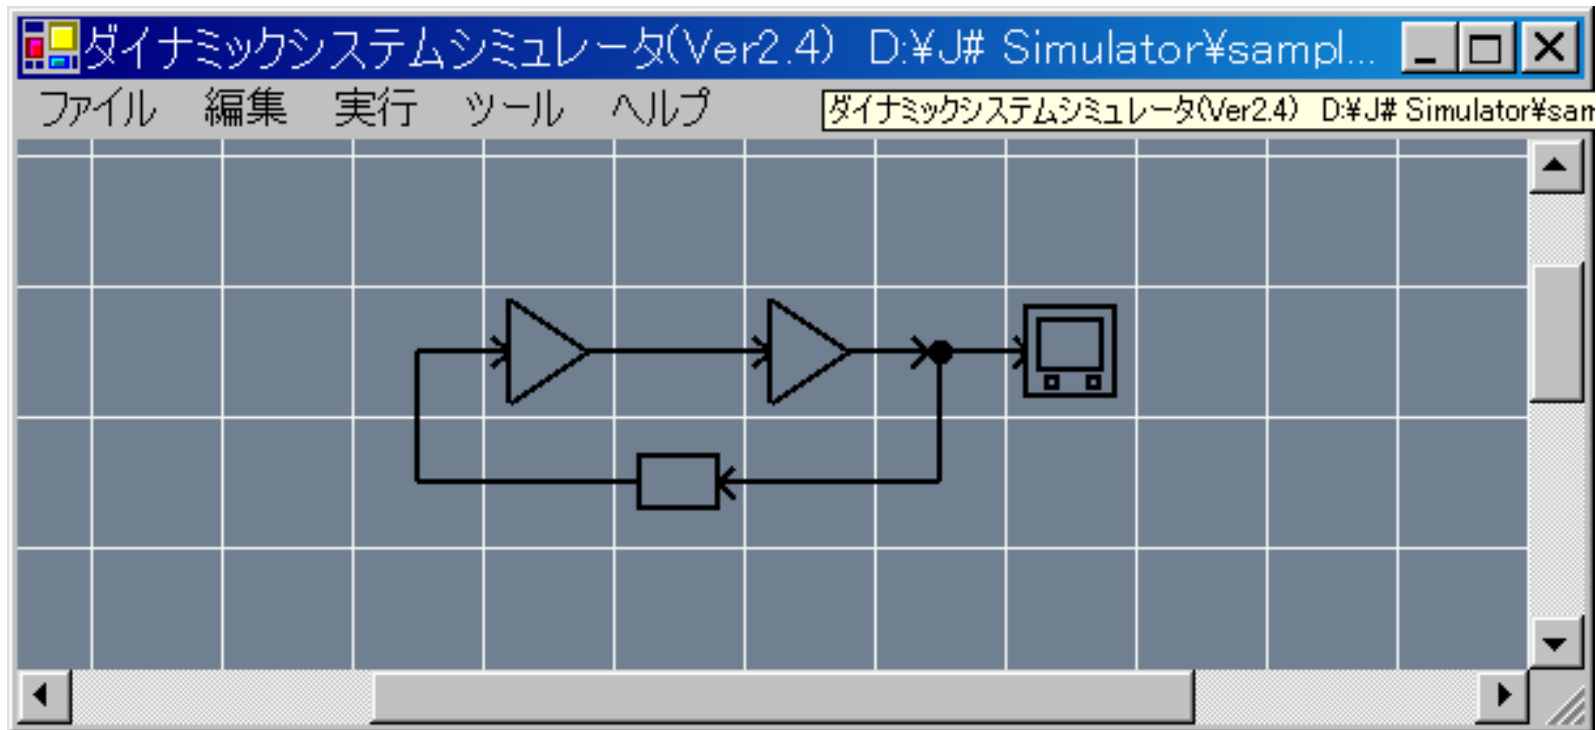 ダイナミックシステムシミュレータ(Ver2.4) D:¥J# Simulator¥sampl...
ファイル 編集 実行 ツール ヘルプ
ダイナミックシステムシミュレータ(Ver2.4) D:¥J# Simulator¥sam